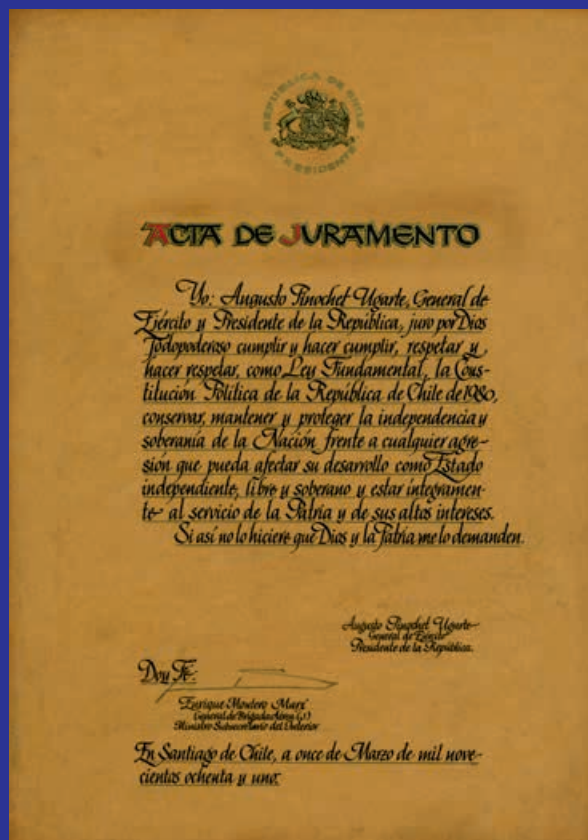 REPUBLICA DE CHILE
PRESIDENTE
ACTA DE JURAMENTO
Yo: Augusto Pinochet Ugarte, General de
Ejército y Presidente de la República, juro por Dios
Todopoderoso cumplir y hacer cumplir, respetar y
hacer respetar, como Ley Fundamental, la Cons-
titución Política de la República de Chile de 1980,
conservar, mantener y proteger la independencia y
soberanía de la Nación frente a cualquier agre-
sión que pueda afectar su desarrollo como Estado
independiente, libre y soberano y estar íntegramen-
te al servicio de la Patria y de sus altos intereses.
Si así no lo hiciere que Dios y la Patria me lo demanden.
Augusto Pinochet Ugarte
General de Ejército
Presidente de la República.
Doy Fé:
Enrique Montero Marx
General de Brigada Aérea (J)
Ministro Subsecretario del Interior
En Santiago de Chile, a once de Marzo de mil nove-
cientos ochenta y uno.